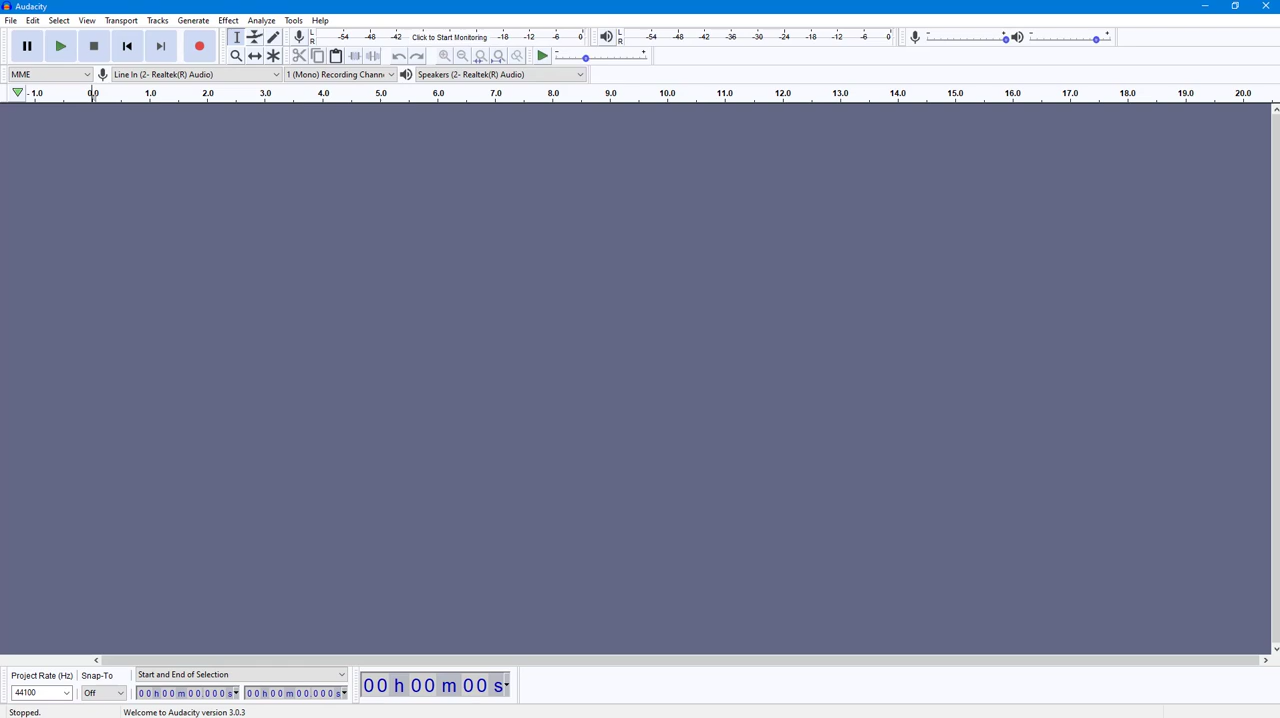 Audacity
File Edit Select View Transport Tracks Generate Effect Analyze Tools Help
L R -54 -48 -42 Click to Start Monitoring -18 -12 -6 0 L R -54 -48 -42 -36 -30 -24 -18 -12 -6 0 - + - +
- +
MME Line In (2- Realtek(R) Audio) 1 (Mono) Recording Chann Speakers (2- Realtek(R) Audio)
- 1.0 0.0 1.0 2.0 3.0 4.0 5.0 6.0 7.0 8.0 9.0 10.0 11.0 12.0 13.0 14.0 15.0 16.0 17.0 18.0 19.0 20.0
Project Rate (Hz) Snap-To Start and End of Selection
44100 Off 00 h 00 m 00.000 s 00 h 00 m 00.000 s 00 h 00 m 00 s
Stopped. Welcome to Audacity version 3.0.3